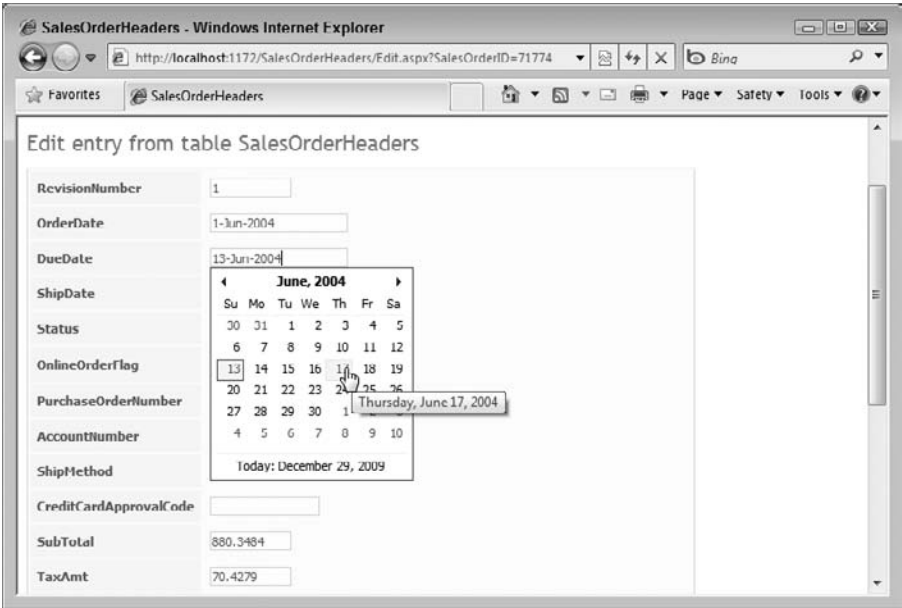 SalesOrderHeaders - Windows Internet Explorer
http://localhost:1172/SalesOrderHeaders/Edit.aspx?SalesOrderID=71774
Bing
Favorites SalesOrderHeaders Page Safety Tools
Edit entry from table SalesOrderHeaders
RevisionNumber 1
OrderDate 1-Jun-2004
DueDate 13-Jun-2004
ShipDate
Status
OnlineOrderFlag
PurchaseOrderNumber
AccountNumber
ShipMethod
CreditCardApprovalCode
SubTotal 880.3484
TaxAmt 70.4279
June, 2004
Su Mo Tu We Th Fr Sa
30 31 1 2 3 4 5
6 7 8 9 10 11 12
13 14 15 16 17 18 19
20 21 22 23 24 25 26
27 28 29 30 1
4 5 6 7 8 9 10
Today: December 29, 2009
Thursday, June 17, 2004